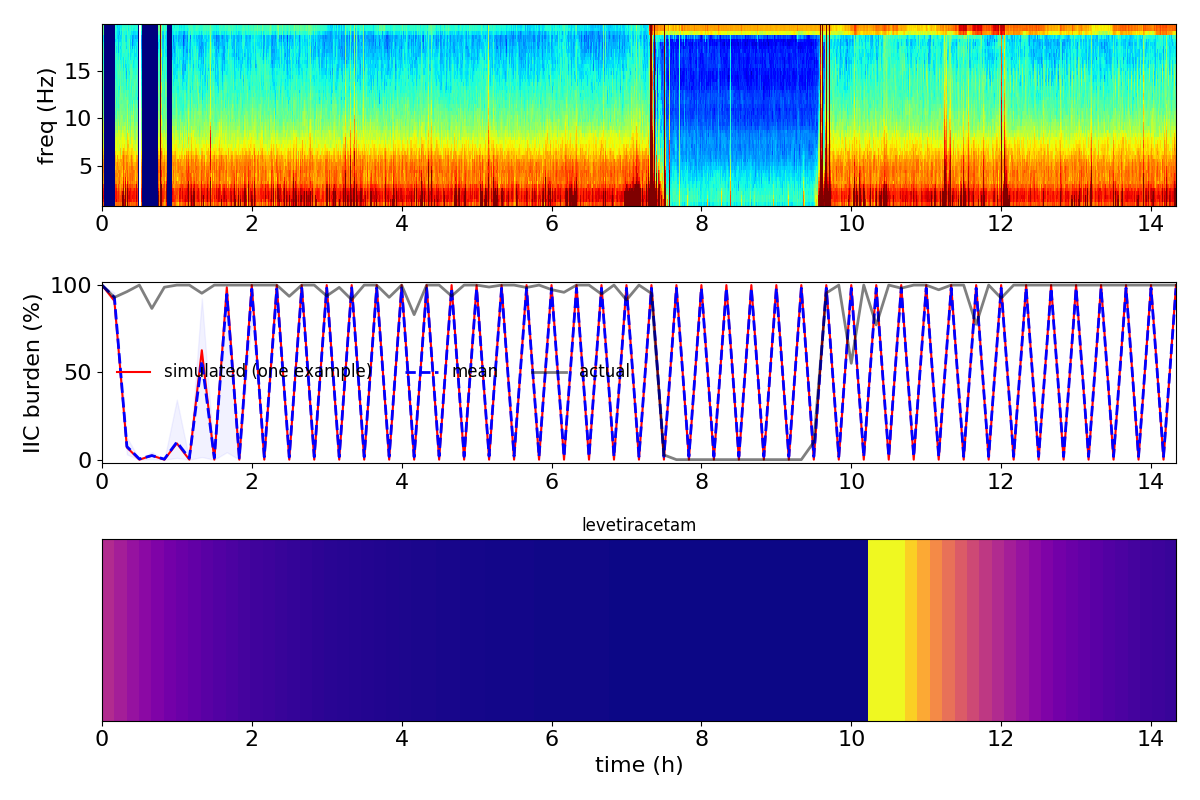 15
10
5
freq (Hz)
0 2 4 6 8 10 12 14
100
50
0
IIC burden (%)
simulated (one example) mean actual
0 2 4 6 8 10 12 14
levetiracetam
0 2 4 6 8 10 12 14
time (h)